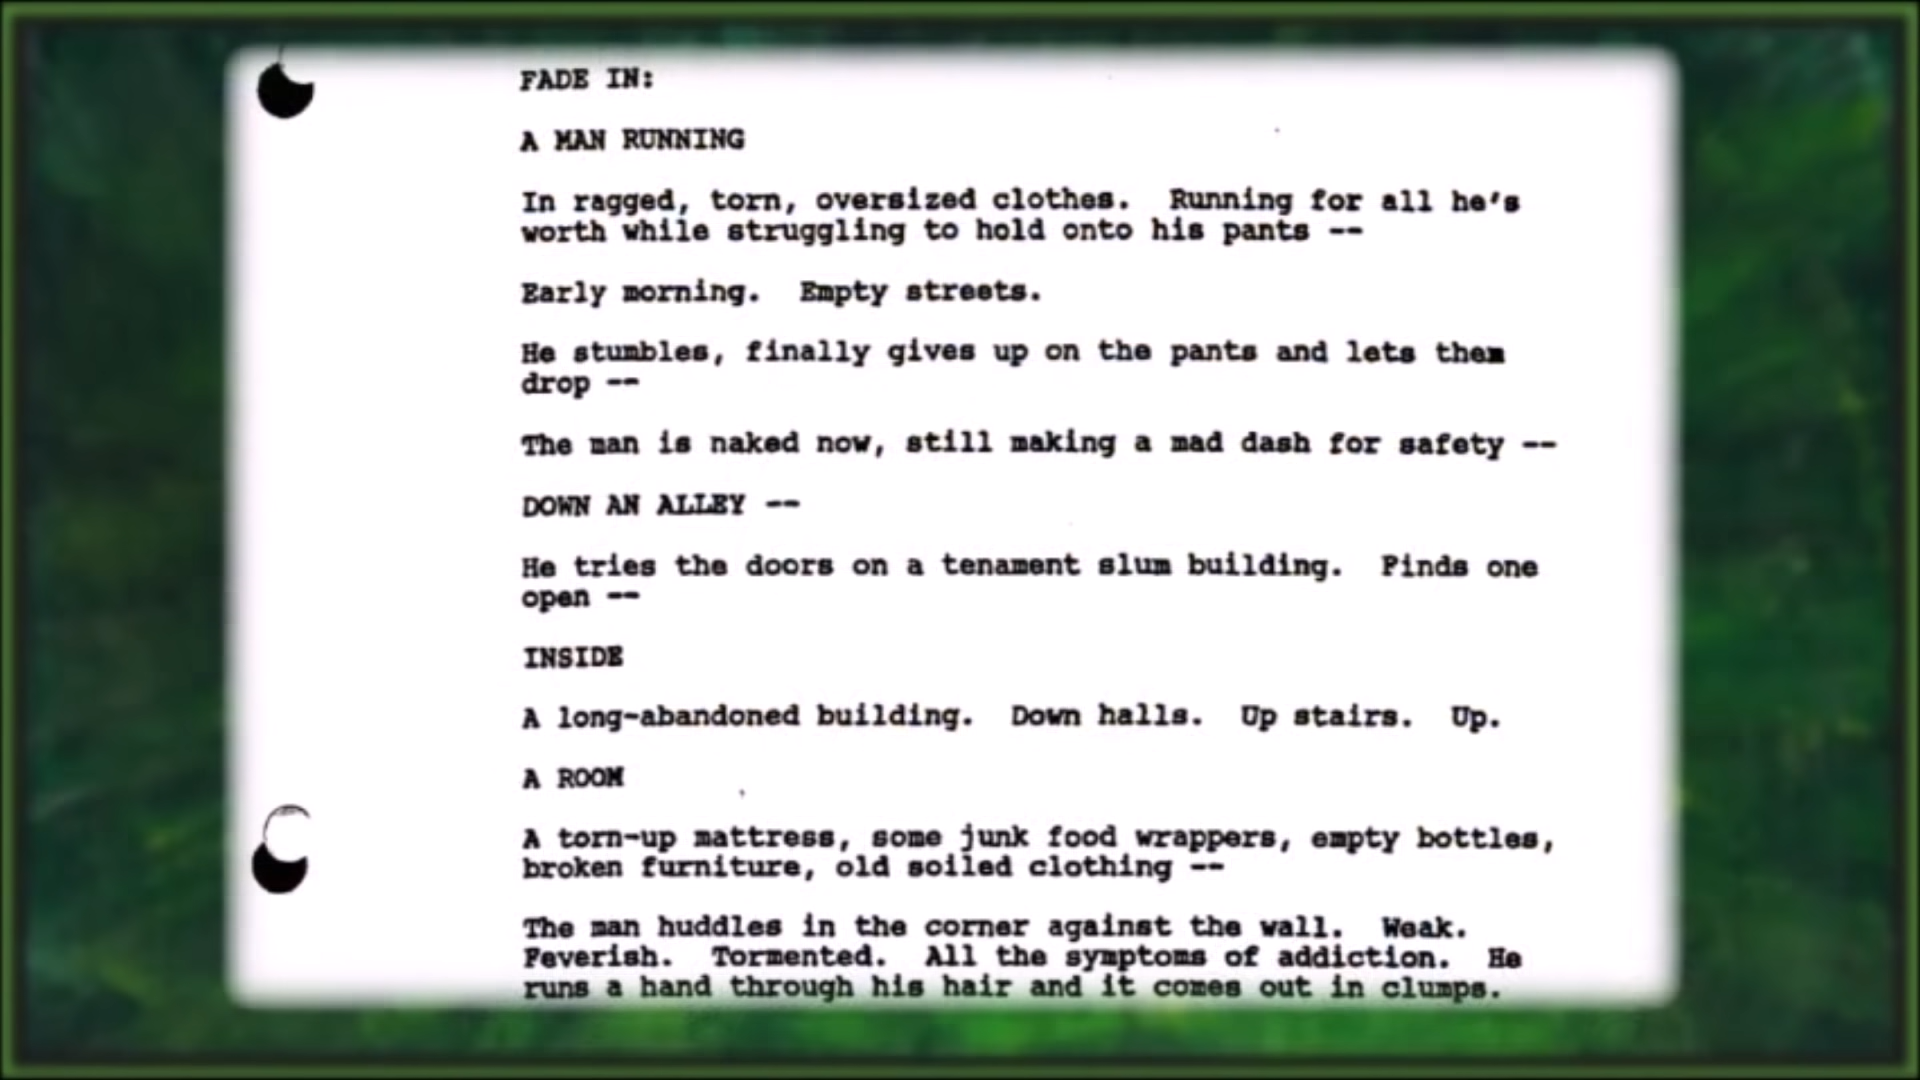 FADE IN:
A MAN RUNNING
In ragged, torn, oversized clothes. Running for all he's
worth while struggling to hold onto his pants --
Early morning. Empty streets.
He stumbles, finally gives up on the pants and lets them
drop --
The man is naked now, still making a mad dash for safety --
DOWN AN ALLEY --
He tries the doors on a tenament slum building. Finds one
open --
INSIDE
A long-abandoned building. Down halls. Up stairs. Up.
A ROOM
A torn-up mattress, some junk food wrappers, empty bottles,
broken furniture, old soiled clothing --
The man huddles in the corner against the wall. Weak.
Feverish. Tormented. All the symptoms of addiction. He
runs a hand through his hair and it comes out in clumps.